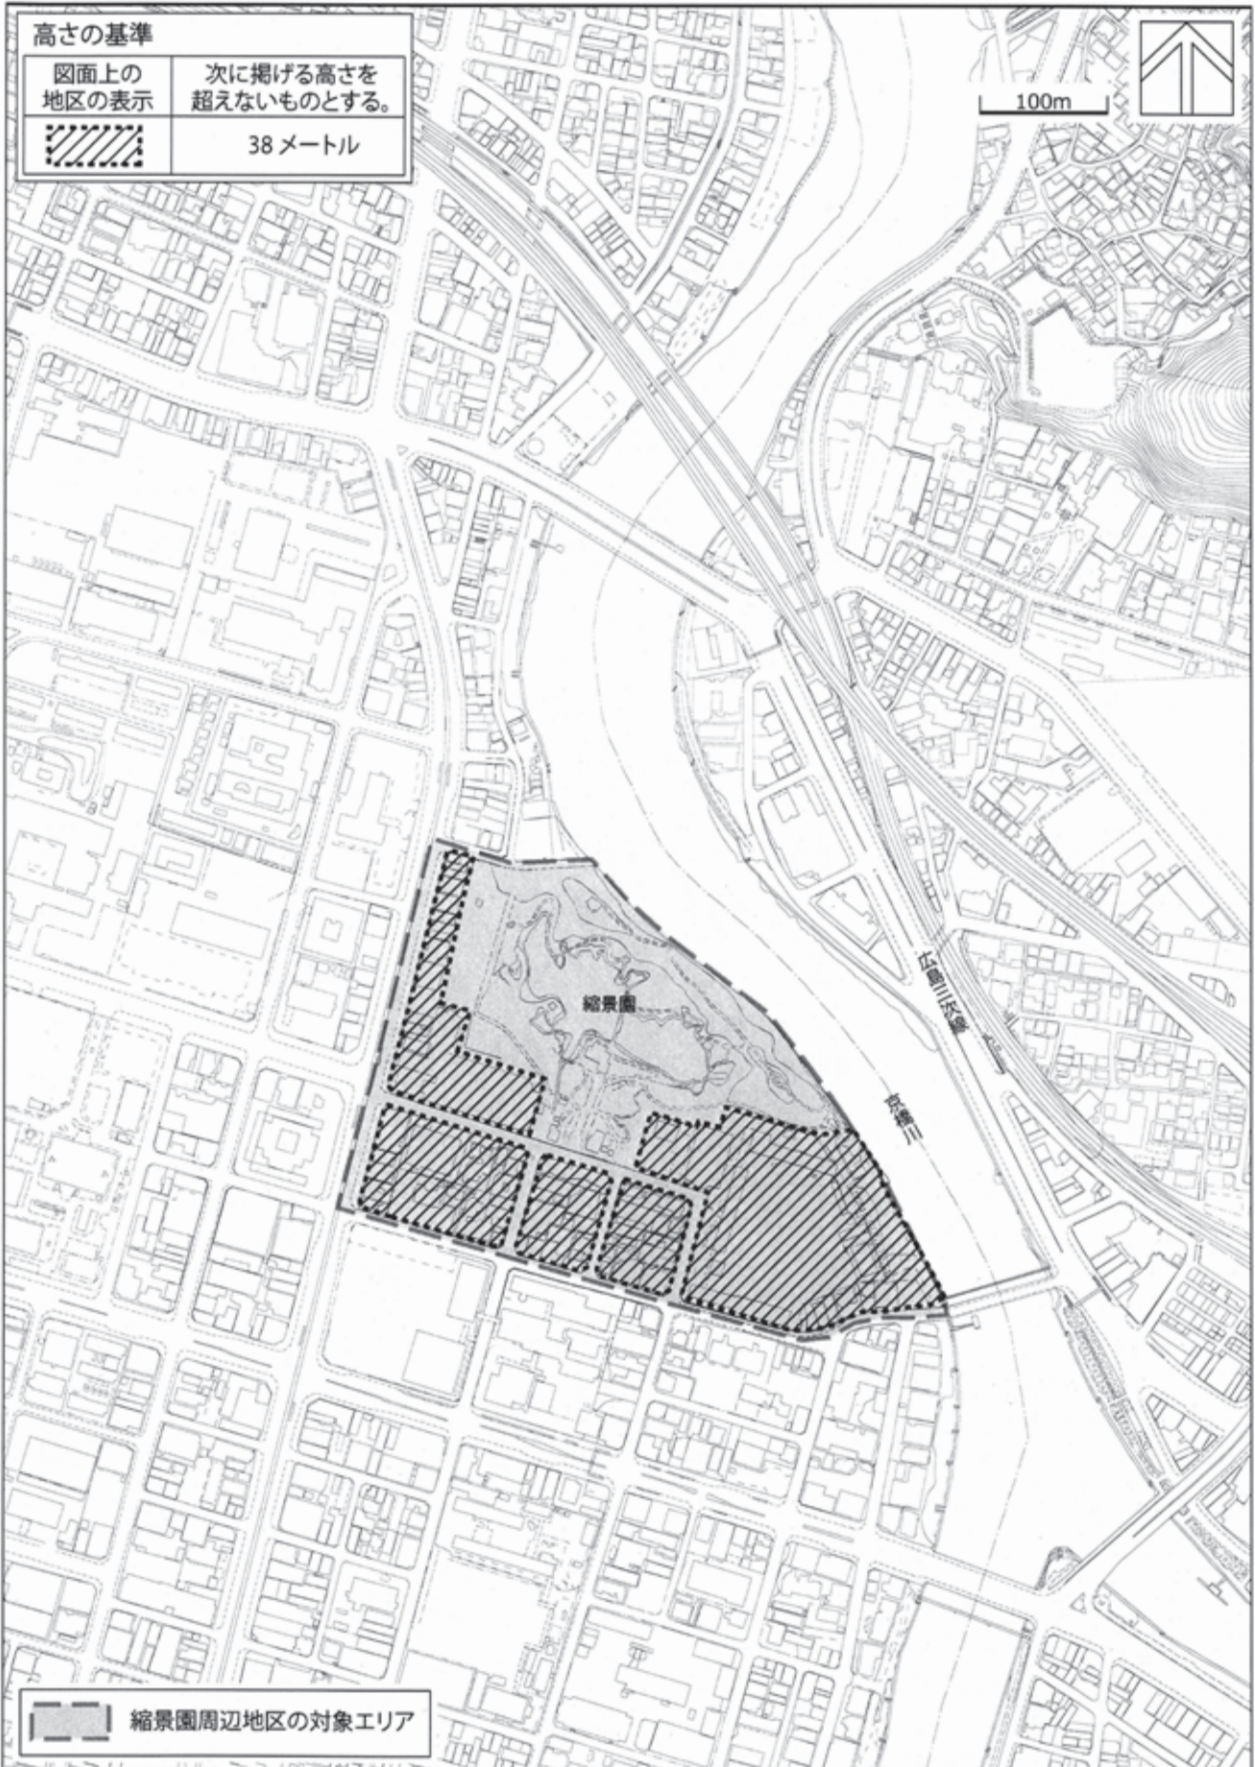 高さの基準
図面上の
地区の表示
次に掲げる高さを
超えないものとする。
38メートル
100m
縮景園
広島三次線
京橋川
縮景園周辺地区の対象エリア